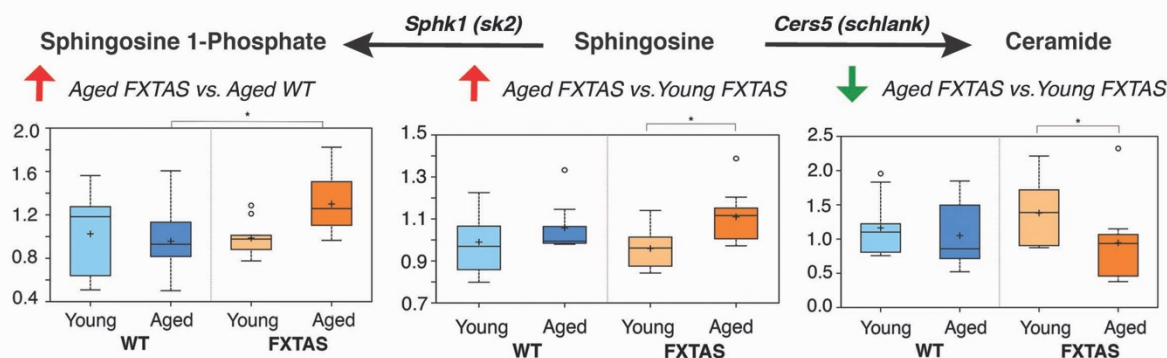 Sphingosine 1-Phosphate
Sphk1 (sk2)
Sphingosine
Cers5 (schlank)
Ceramide
Aged FXTAS vs. Aged WT
Aged FXTAS vs.Young FXTAS
Aged FXTAS vs.Young FXTAS
2.0
1.6
1.2
0.8
0.4
*
Young Aged Young Aged
WT FXTAS
1.5
1.3
1.1
0.9
0.7
*
Young Aged Young Aged
WT FXTAS
2.5
2.0
1.5
1.0
0.5
0.0
*
Young Aged Young Aged
WT FXTAS